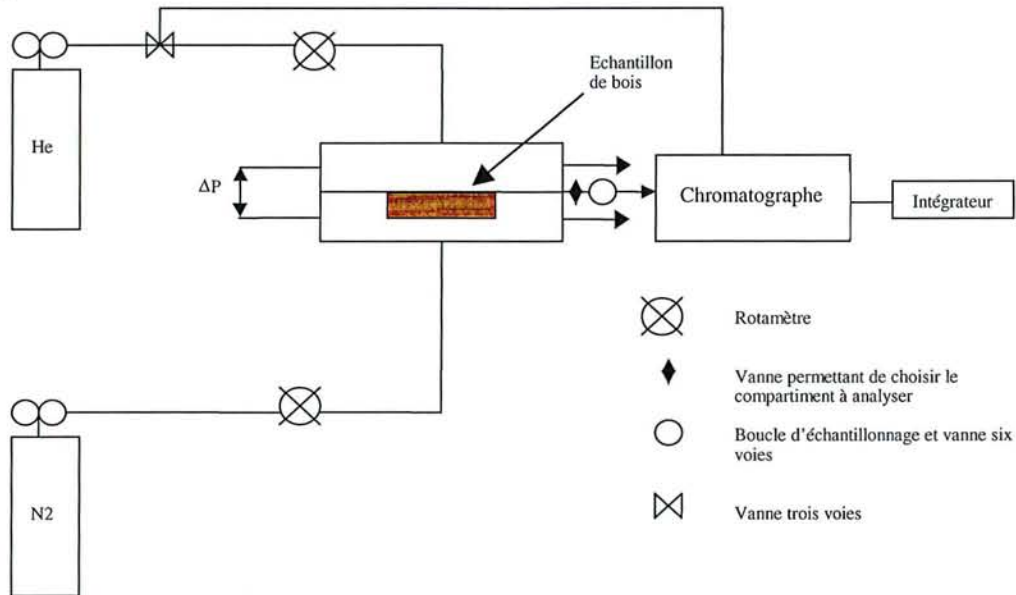 Echantillon
de bois
He
ΔP
Chromatographe
Intégrateur
Rotamètre
Vanne permettant de choisir le
compartiment à analyser
Boucle d'échantillonnage et vanne six
voies
N2
Vanne trois voies